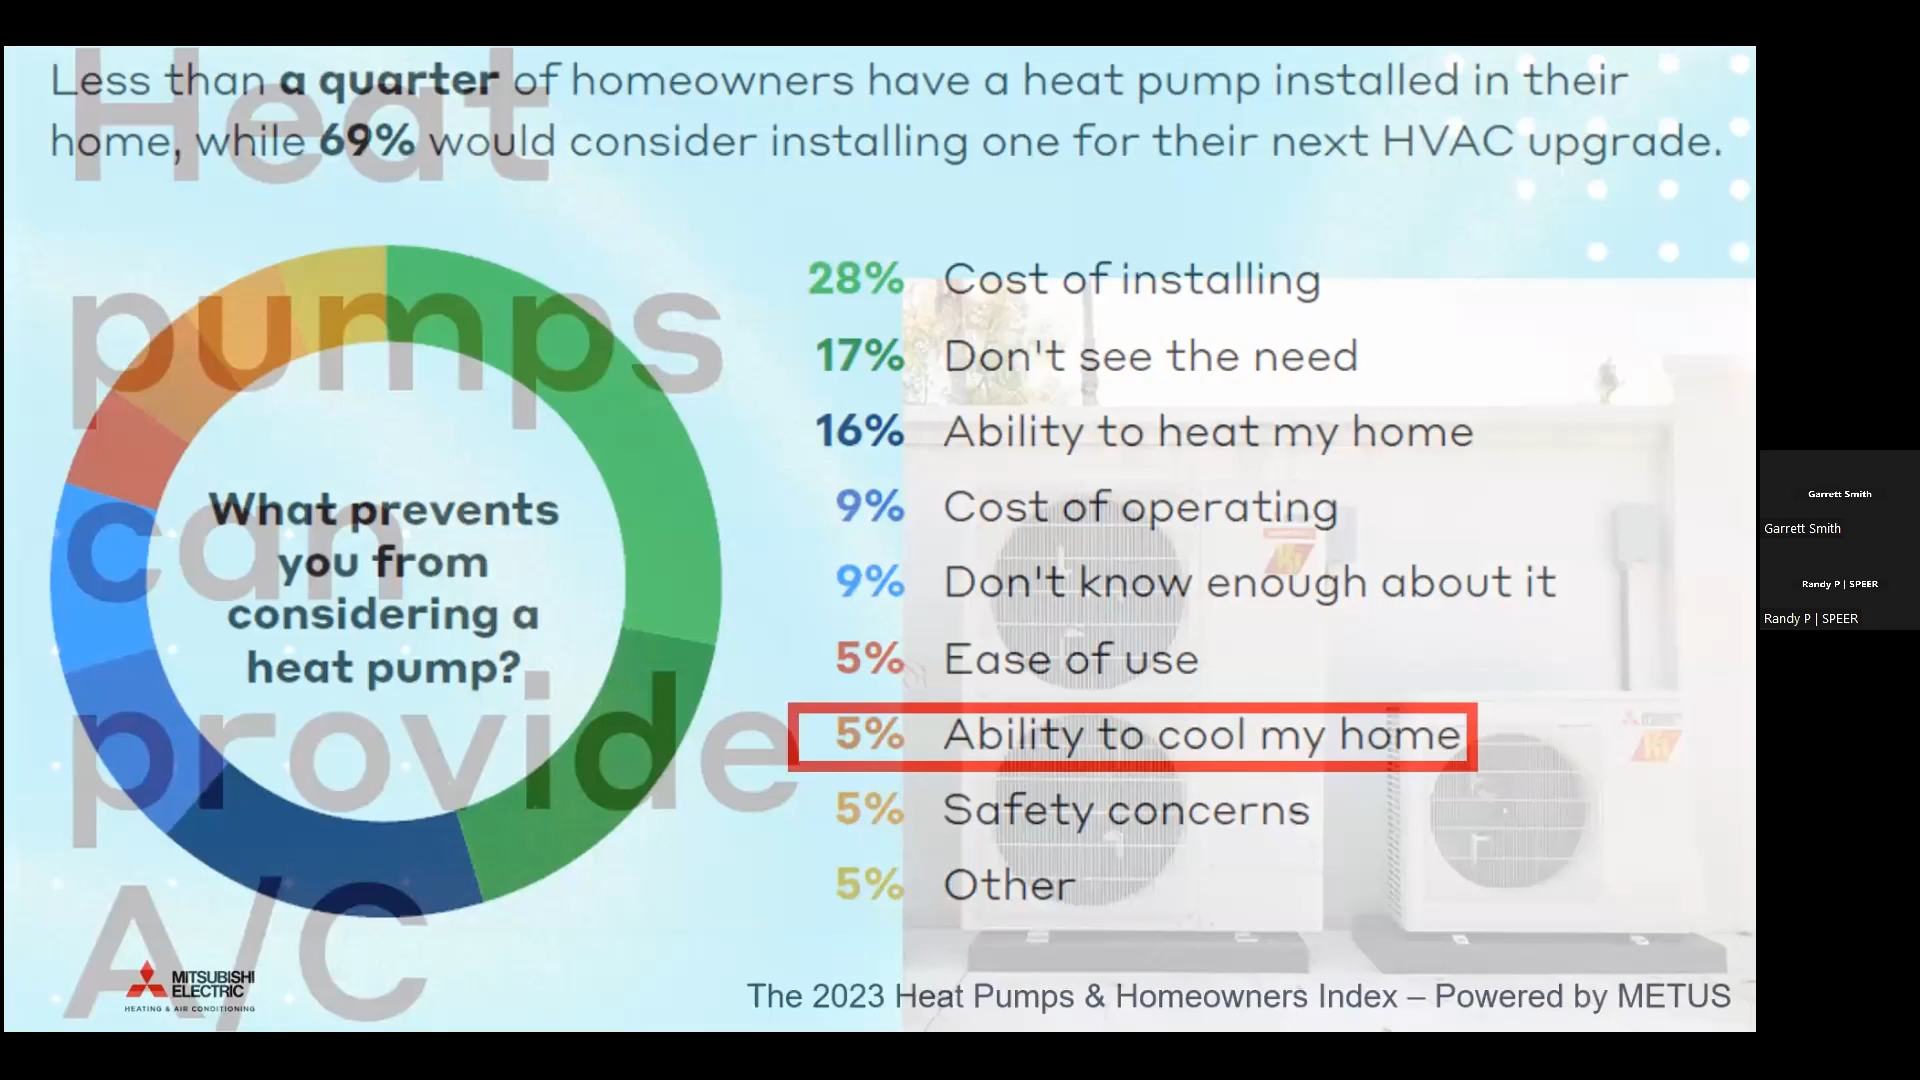 Less than a quarter of homeowners have a heat pump installed in their
home, while 69% would consider installing one for their next HVAC upgrade.
Heat
pumps
can
provide
A/C
What prevents
you from
considering a
heat pump?
28% Cost of installing
17% Don't see the need
16% Ability to heat my home
9% Cost of operating
9% Don't know enough about it
5% Ease of use
5% Ability to cool my home
5% Safety concerns
5% Other
MITSUBISHI
ELECTRIC
HEATING & AIR CONDITIONING
The 2023 Heat Pumps & Homeowners Index – Powered by METUS
Garrett Smith
Garrett Smith
Randy P | SPEER
Randy P | SPEER